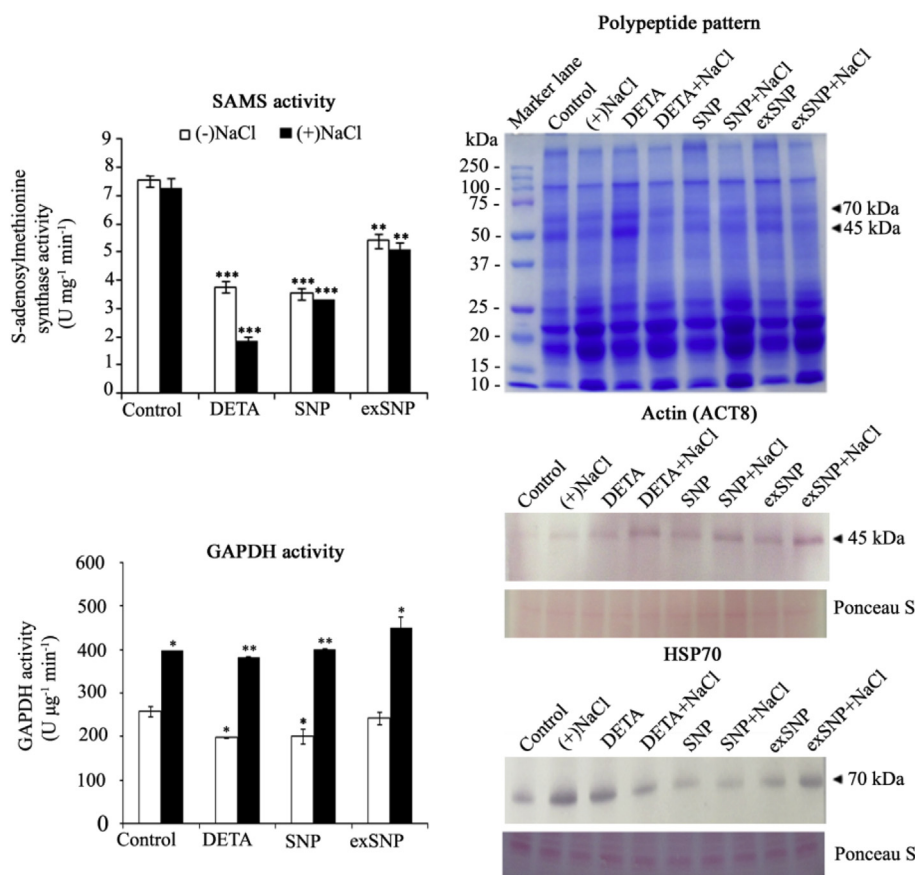 SAMS activity
(-)NaCl (+)NaCl
S-adenosylmethionine
synthase activity
(U mg⁻¹ min⁻¹)
9
8
7
6
5
4
3
2
1
0
** **
*** ***
*** ***
Control DETA SNP exSNP
GAPDH activity
GAPDH activity
(U µg⁻¹ min⁻¹)
600
500
400
300
200
100
0
* ** ** *
* *
Control DETA SNP exSNP
Polypeptide pattern
Marker lane Control (+)NaCl DETA DETA+NaCl SNP SNP+NaCl exSNP exSNP+NaCl
kDa
250 -
100 -
75 -
50 -
37 -
25 -
20 -
15 -
10 -
70 kDa
45 kDa
Actin (ACT8)
Control (+)NaCl DETA DETA+NaCl SNP SNP+NaCl exSNP exSNP+NaCl
45 kDa
Ponceau S
HSP70
Control (+)NaCl DETA DETA+NaCl SNP SNP+NaCl exSNP exSNP+NaCl
70 kDa
Ponceau S